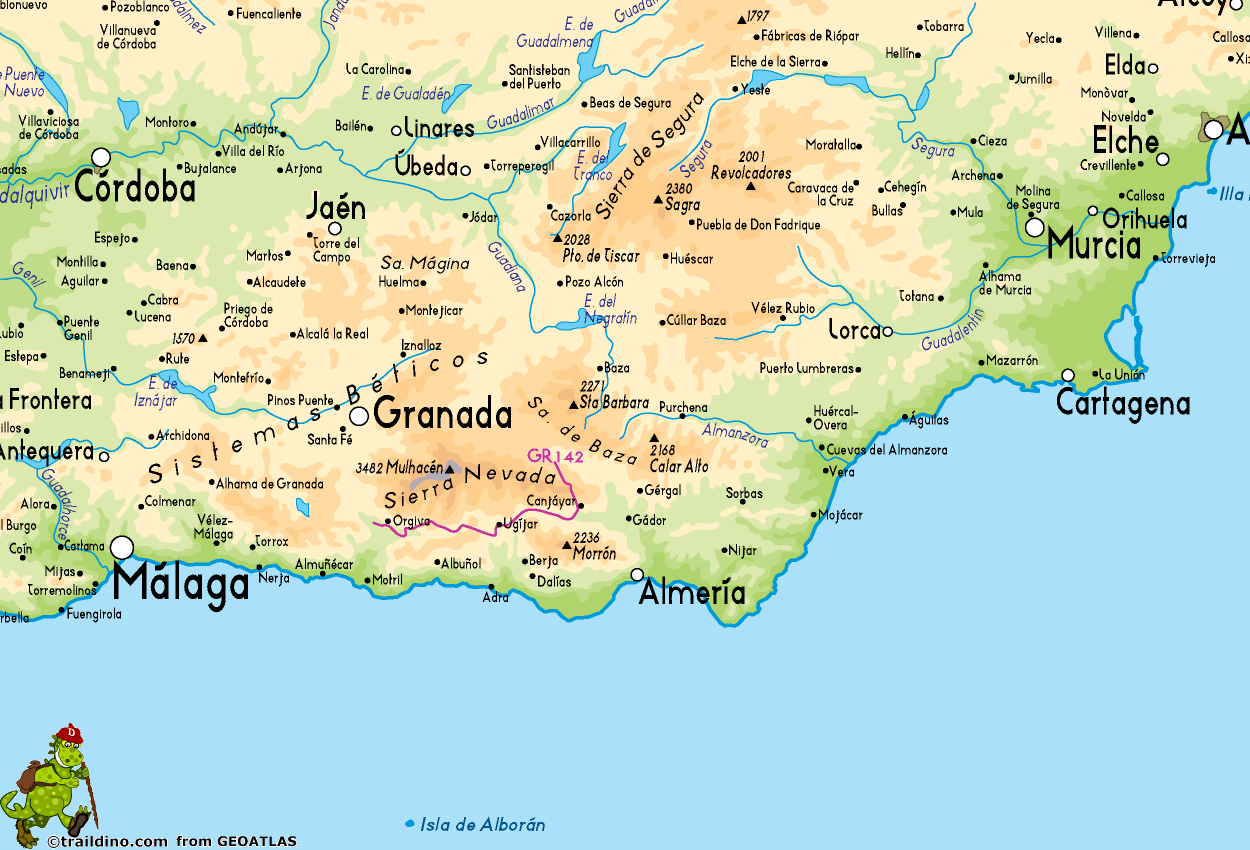 Pozoblanco
Fuencaliente
Villanueva
de Córdoba
E. de
Guadalmena
1797
Fábricas de Riópar
Tobarra
Hellín
Yecla
Villena
Elda
La Carolina
E. de Gualadén
Santisteban
del Puerto
Elche de la Sierra
Yeste
Jumilla
Monòvar
Puente
Nuevo
Villaviciosa
de Córdoba
Montoro
Andújar
Bailén
Linares
Guadalimar
Beas de Segura
Novelda
Elche
Crevillente
Villa del Río
Bujalance
Arjona
Úbeda
Torreperogil
Villacarrillo
E. del
Tranco
Sierra de Segura
Segura
2001
Revolcadores
Moratalla
Segura
Cieza
Archena
Córdoba
Jaén
Jódar
Cazorla
2380
Sagra
Caravaca de
la Cruz
Cehegín
Bullas
Mula
Molina
de Segura
Callosa
Orihuela
Murcia
Espejo
Torre del
Campo
2028
Pto. de Tiscar
Puebla de Don Fadrique
Torrevieja
Genil
Montilla
Aguilar
Baena
Martos
Alcaudete
Sa. Mágina
Huelma
Guadiana
Pozo Alcón
Huéscar
Alhama
de Murcia
Totana
Cabra
Lucena
Priego de
Córdoba
Montejicar
E. del
Negratín
Cúllar Baza
Vélez Rubio
Lorca
Guadalentín
Puente
Genil
1570
Alcalá la Real
Iznalloz
Estepa
Rute
Benamejí
Montefrío
E. de
Iznájar
Pinos Puente
Sistemas Béticos
Baza
2271
Sta Barbara
Puerto Lumbreras
Mazarrón
La Unión
Cartagena
Frontera
Granada
Santa Fé
Sa. de Baza
Purchena
Almanzora
Huércal-
Overa
Águilas
Antequera
Archidona
GR142
2168
Calar Alto
Cuevas del Almanzora
Vera
3482 Mulhacén
Sierra Nevada
Alhama de Granada
Alora
Guadalhorce
Colmenar
Canjáyar
Gérgal
Sorbas
Vélez-
Málaga
Orgiva
Ugíjar
Gádor
Mojácar
Coín
Cartama
Torrox
2236
Morrón
Nijar
Mijas
Torremolinos
Málaga
Nerja
Almuñécar
Motril
Albuñol
Berja
Dalías
Adra
Almería
Fuengirola
Isla de Alborán
D
©traildino.com from GEOATLAS